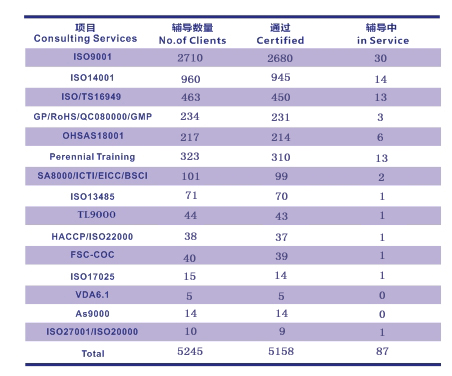 项目 辅导数量 通过 辅导中
Consulting Services No.of Clients Certified in Service
ISO9001 2710 2680 30
ISO14001 960 945 14
ISO/TS16949 463 450 13
GP/RoHS/QC080000/GMP 234 231 3
OHSAS18001 217 214 6
Perennial Training 323 310 13
SA8000/ICTI/EICC/BSCI 101 99 2
ISO13485 71 70 1
TL9000 44 43 1
HACCP/ISO22000 38 37 1
FSC-COC 40 39 1
ISO17025 15 14 1
VDA6.1 5 5 0
As9000 14 14 0
ISO27001/ISO20000 10 9 1
Total 5245 5158 87